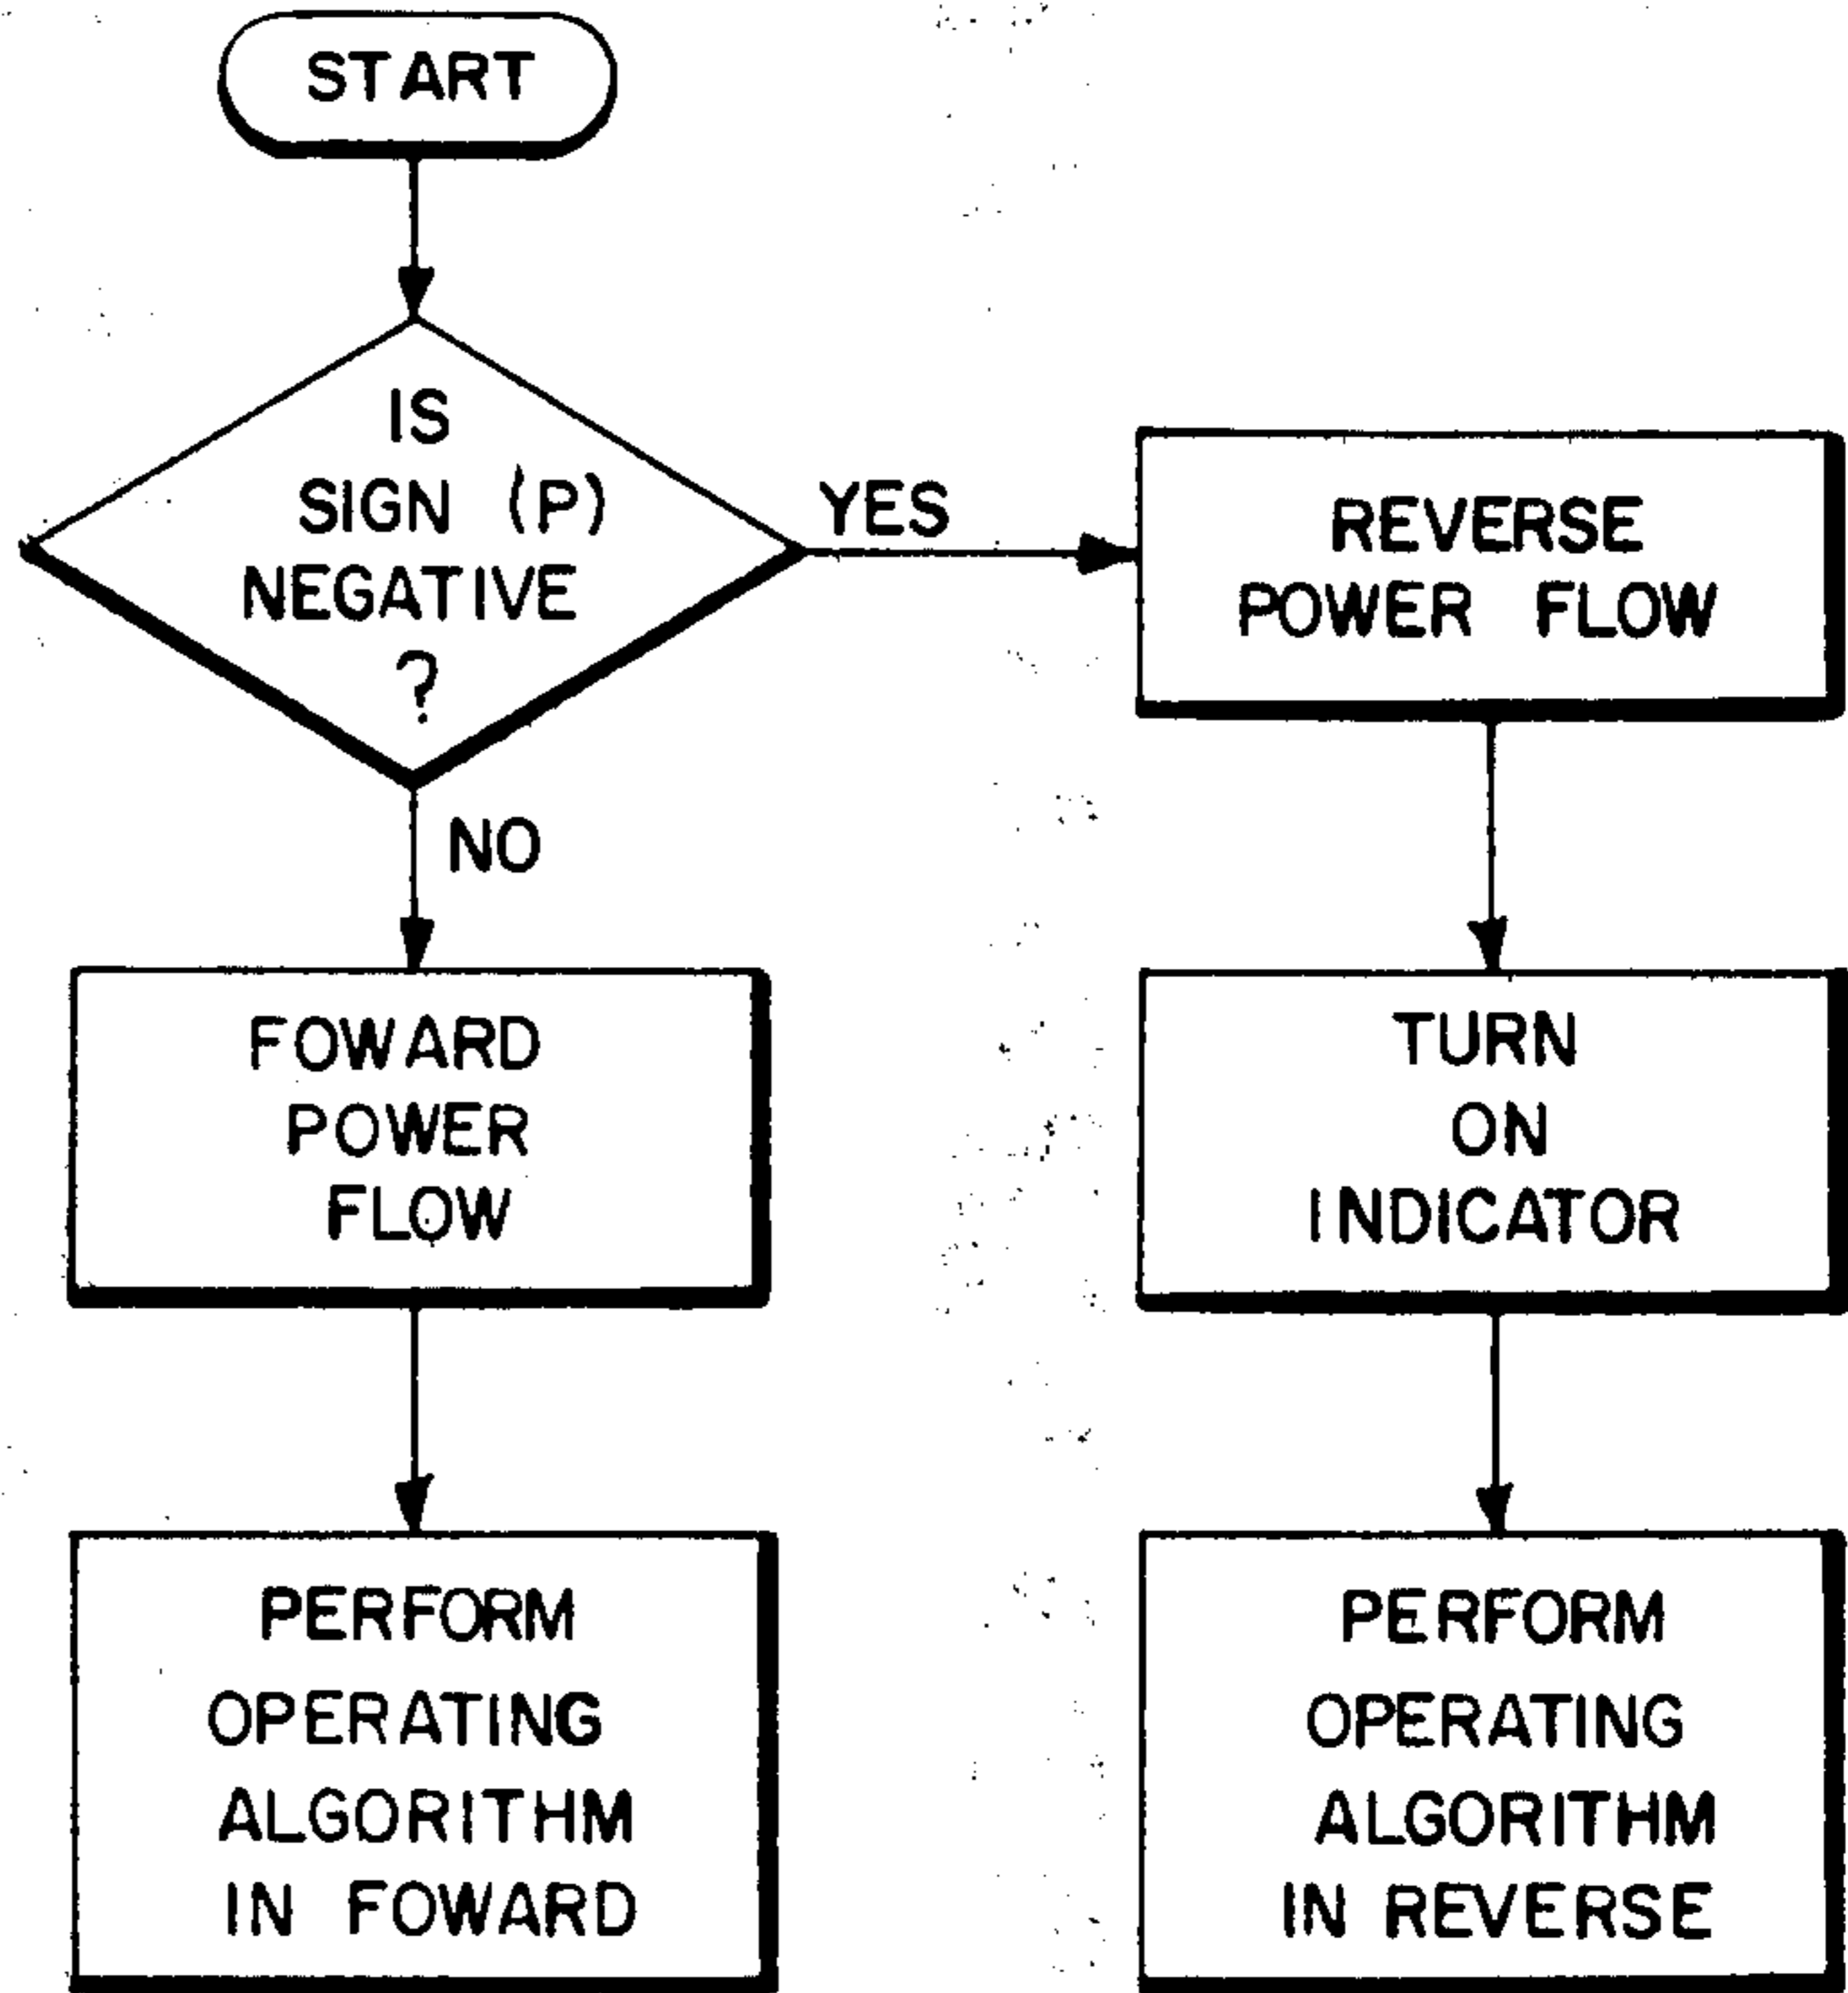 START
IS
SIGN (P)
NEGATIVE
?
YES
REVERSE
POWER FLOW
NO
FOWARD
POWER
FLOW
TURN
ON
INDICATOR
PERFORM
OPERATING
ALGORITHM
IN FOWARD
PERFORM
OPERATING
ALGORITHM
IN REVERSE